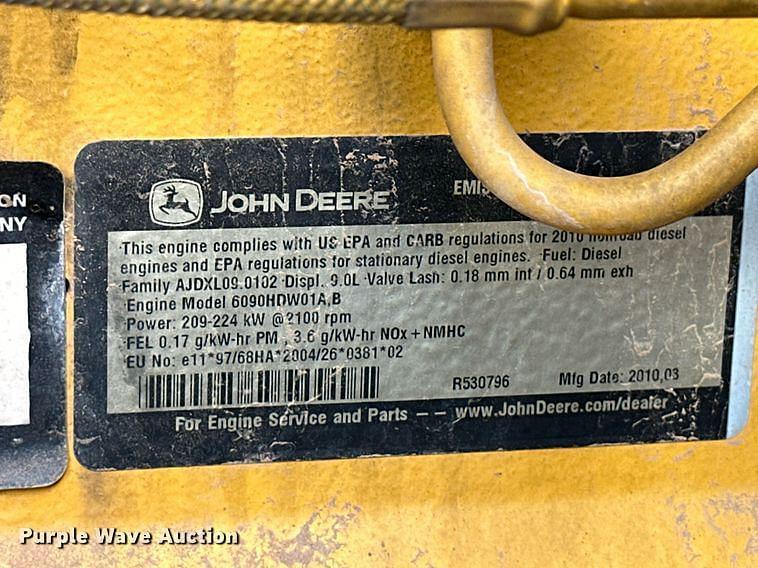 ON
NY
JOHN DEERE
EMIS
This engine complies with US EPA and CARB regulations for 2010 nonroad diesel
engines and EPA regulations for stationary diesel engines. Fuel: Diesel
Family AJDXL09.0102 Displ. 9.0L Valve Lash: 0.18 mm int / 0.64 mm exh
Engine Model 6090HDW01A,B
Power: 209-224 kW @2100 rpm
FEL 0.17 g/kW-hr PM , 3.6 g/kW-hr NOx + NMHC
EU No: e11*97/68HA*2004/26*0381*02
R530796 Mfg Date: 2010,03
For Engine Service and Parts — — www.JohnDeere.com/dealer
Purple Wave Auction